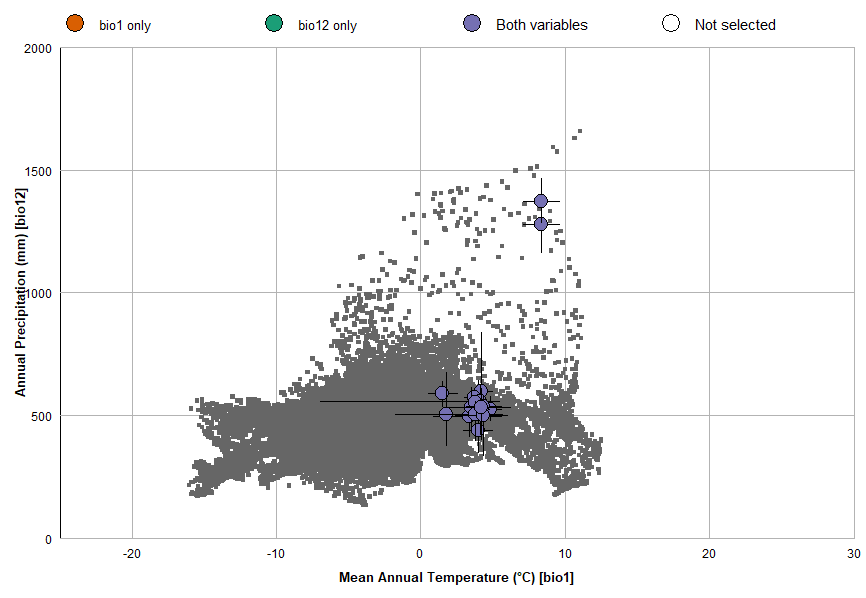 bio1 only
bio12 only
Both variables
Not selected
2000
1500
1000
500
0
Annual Precipitation (mm) [bio12]
-20
-10
0
10
20
30
Mean Annual Temperature (°C) [bio1]